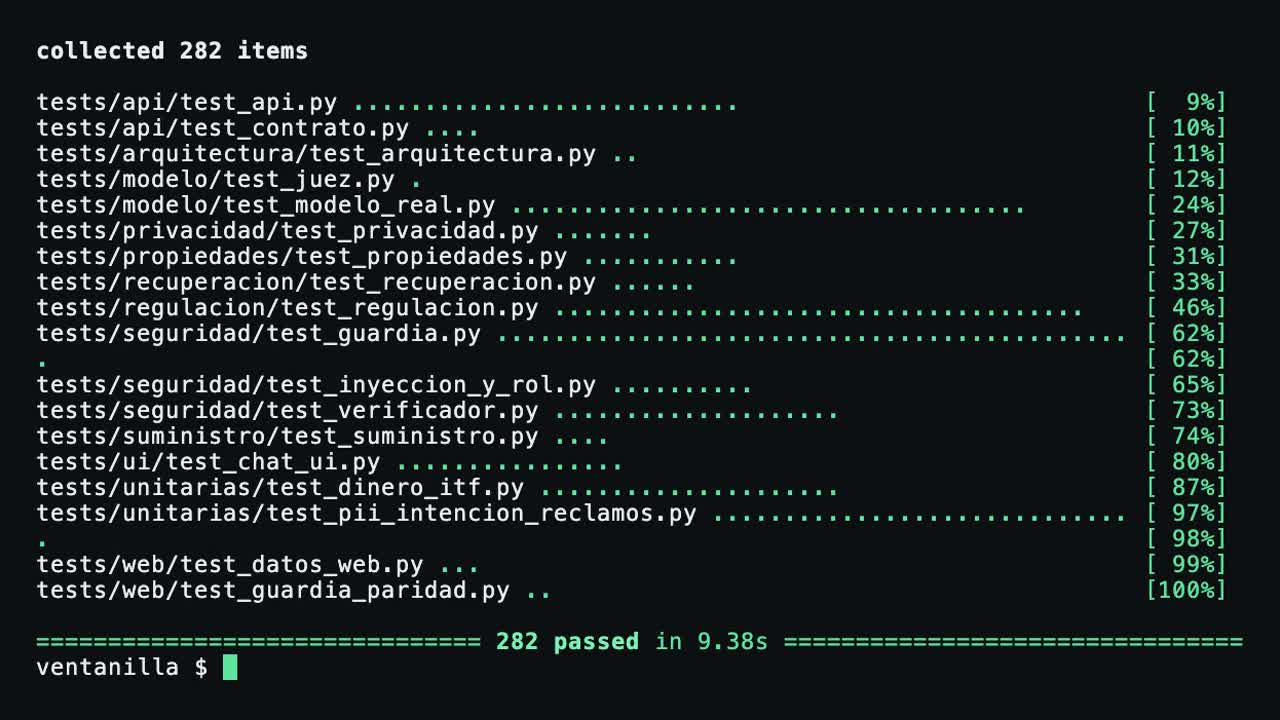 collected 282 items
tests/api/test_api.py ........................... [  9%]
tests/api/test_contrato.py .... [ 10%]
tests/arquitectura/test_arquitectura.py .. [ 11%]
tests/modelo/test_juez.py . [ 12%]
tests/modelo/test_modelo_real.py .................................... [ 24%]
tests/privacidad/test_privacidad.py ....... [ 27%]
tests/propiedades/test_propiedades.py ........... [ 31%]
tests/recuperacion/test_recuperacion.py ...... [ 33%]
tests/regulacion/test_regulacion.py ..................................... [ 46%]
tests/seguridad/test_guardia.py ............................................ [ 62%]
. [ 62%]
tests/seguridad/test_inyeccion_y_rol.py .......... [ 65%]
tests/seguridad/test_verificador.py .................... [ 73%]
tests/suministro/test_suministro.py .... [ 74%]
tests/ui/test_chat_ui.py ................ [ 80%]
tests/unitarias/test_dinero_itf.py ..................... [ 87%]
tests/unitarias/test_pii_intencion_reclamos.py ............................. [ 97%]
. [ 98%]
tests/web/test_datos_web.py ... [ 99%]
tests/web/test_guardia_paridad.py .. [100%]
=============================== 282 passed in 9.38s ================================
ventanilla $